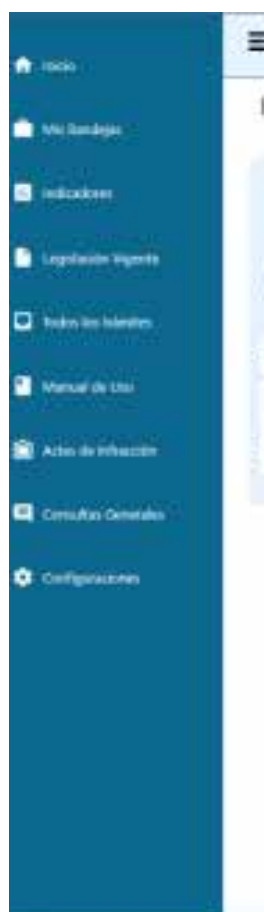 Inicio
Mis Bandejas
Indicadores
Legislación Vigente
Todos los trámites
Manual de Uso
Actas de Infracción
Consultas Generales
Configuraciones